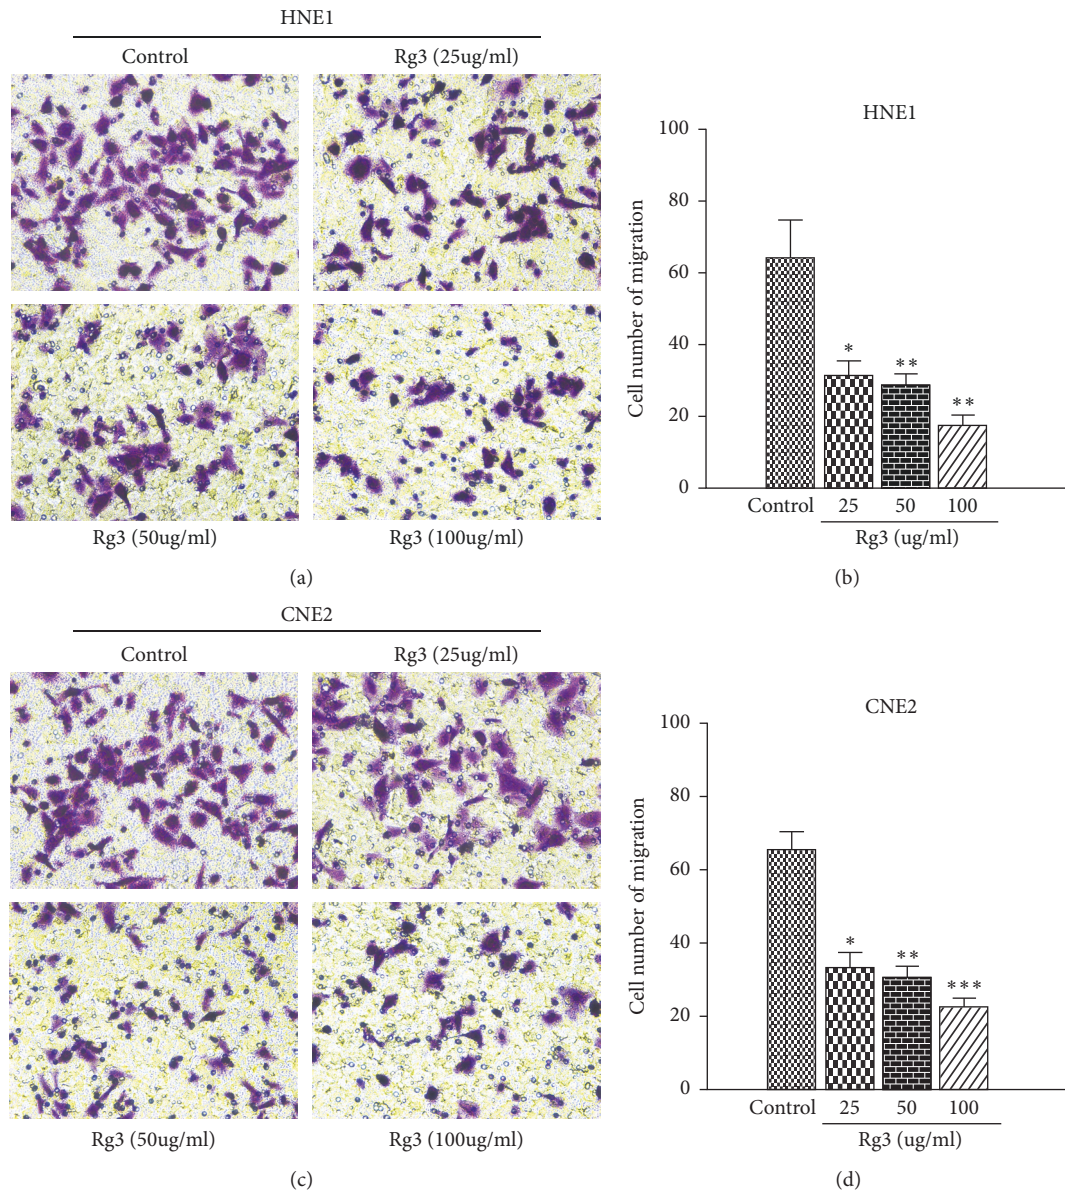 HNE1
Control Rg3 (25ug/ml)
Rg3 (50ug/ml) Rg3 (100ug/ml)
(a)
HNE1
Cell number of migration
100
80
60
40
20
0
*
**
**
Control 25 50 100
Rg3 (ug/ml)
(b)
CNE2
Control Rg3 (25ug/ml)
Rg3 (50ug/ml) Rg3 (100ug/ml)
(c)
CNE2
Cell number of migration
100
80
60
40
20
0
*
**
***
Control 25 50 100
Rg3 (ug/ml)
(d)